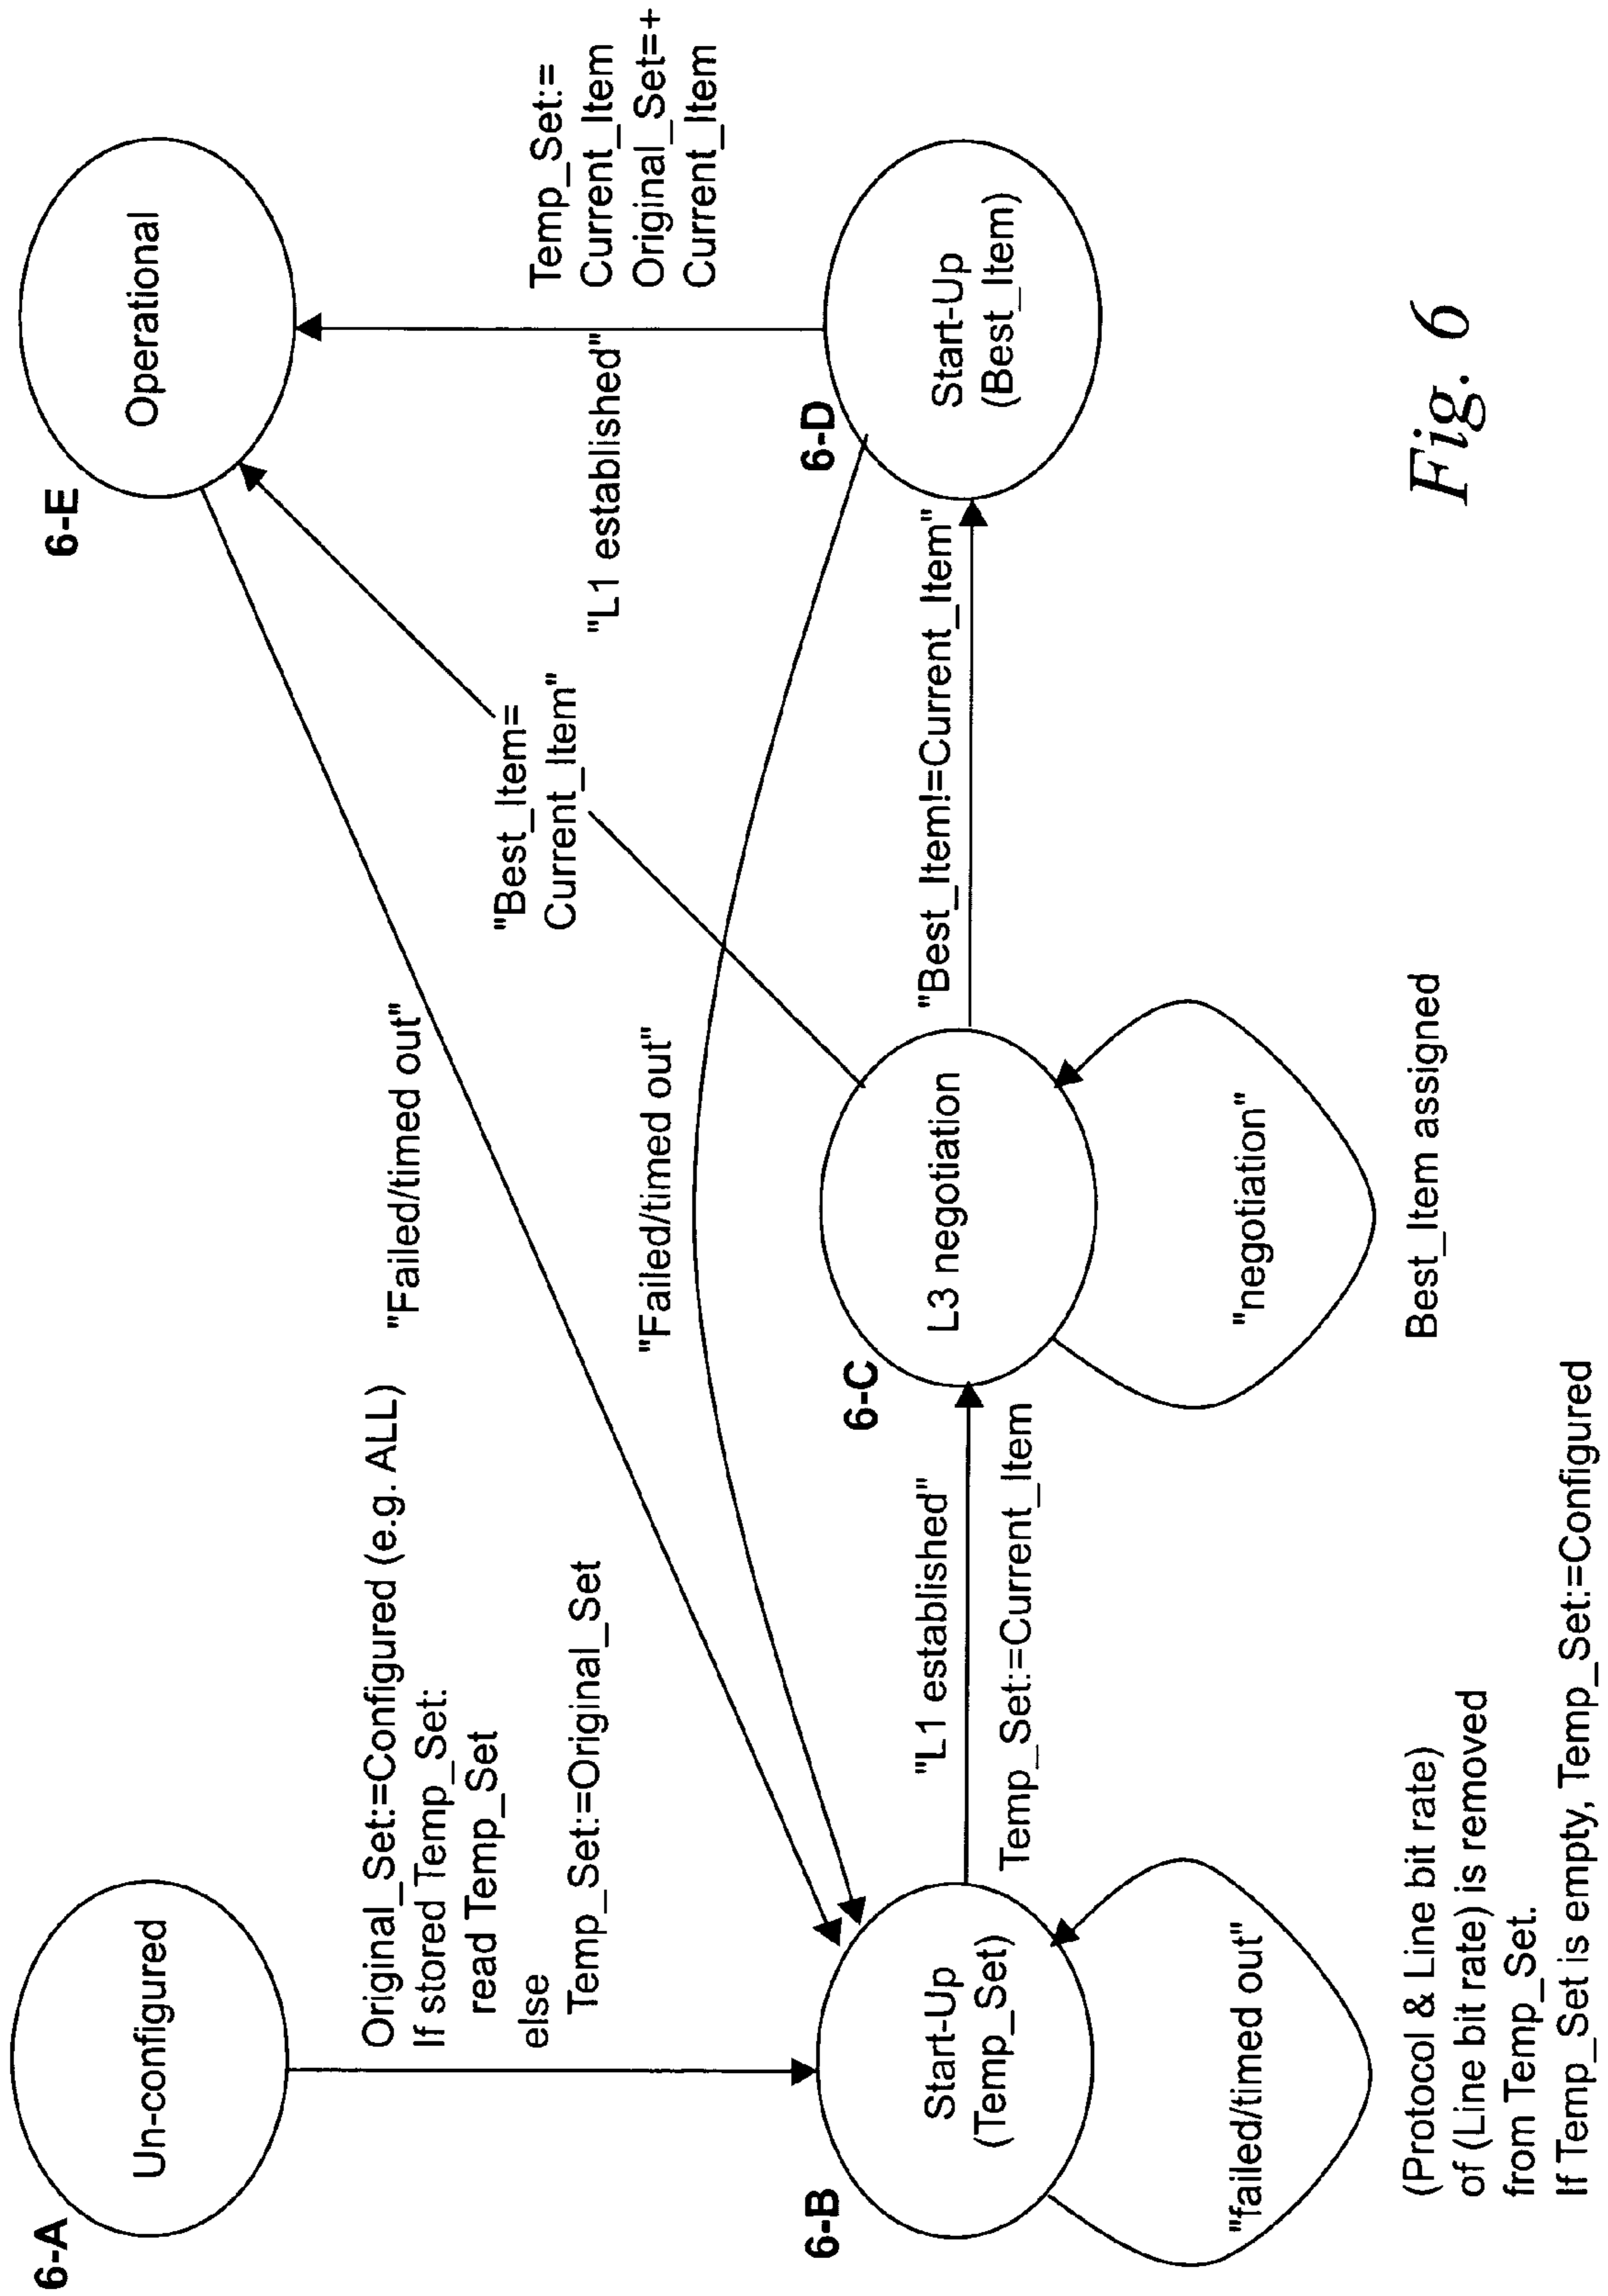 6-A
Un-configured
Original_Set:=Configured (e.g. ALL)
If stored Temp_Set:
read Temp_Set
else
Temp_Set:=Original_Set
"Failed/timed out"
6-E
Operational
"Best_Item=
Current_Item"
"Failed/timed out"
"L1 established"
Temp_Set:=
Current_Item
Original_Set=+
Current_Item
6-B
Start-Up
(Temp_Set)
"L1 established"
Temp_Set:=Current_Item
6-C
L3 negotiation
"Best_Item!=Current_Item"
6-D
Start-Up
(Best_Item)
"failed/timed out"
"negotiation"
(Protocol & Line bit rate)
of (Line bit rate) is removed
from Temp_Set.
If Temp_Set is empty, Temp_Set:=Configured
Best_Item assigned
Fig. 6